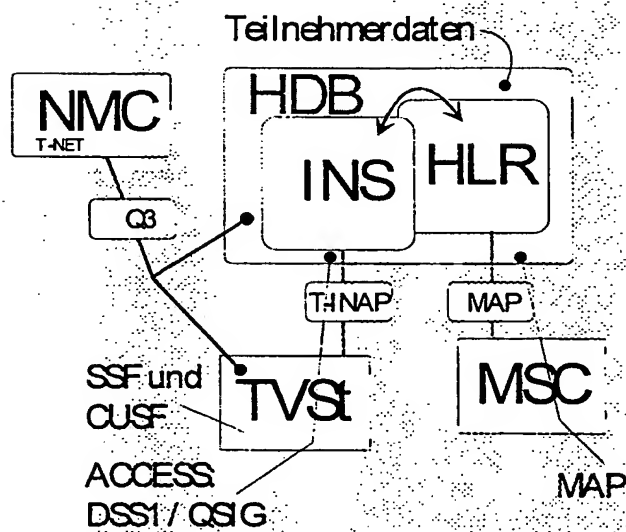 Teilnehmerdaten
NMC
T-NET
HDB
INS
HLR
Q3
T-INAP
MAP
SSF und
CUSF
TVSt
MSC
ACCESS:
DSS1 / QSIG
MAP